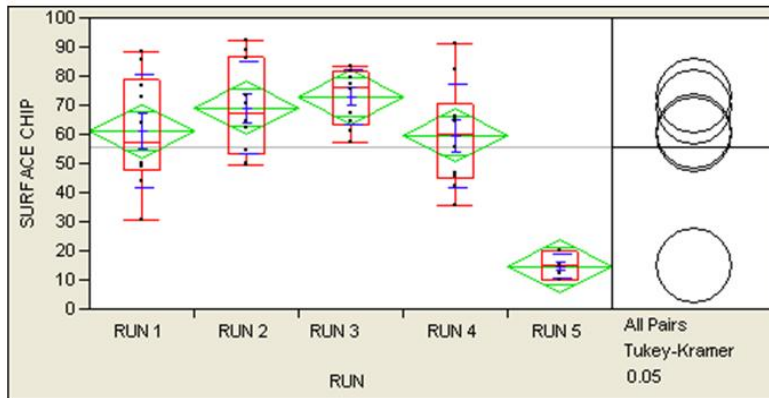 SURFACE CHIP
100
90
80
70
60
50
40
30
20
10
0
RUN 1
RUN 2
RUN 3
RUN 4
RUN 5
RUN
All Pairs
Tukey-Kramer
0.05